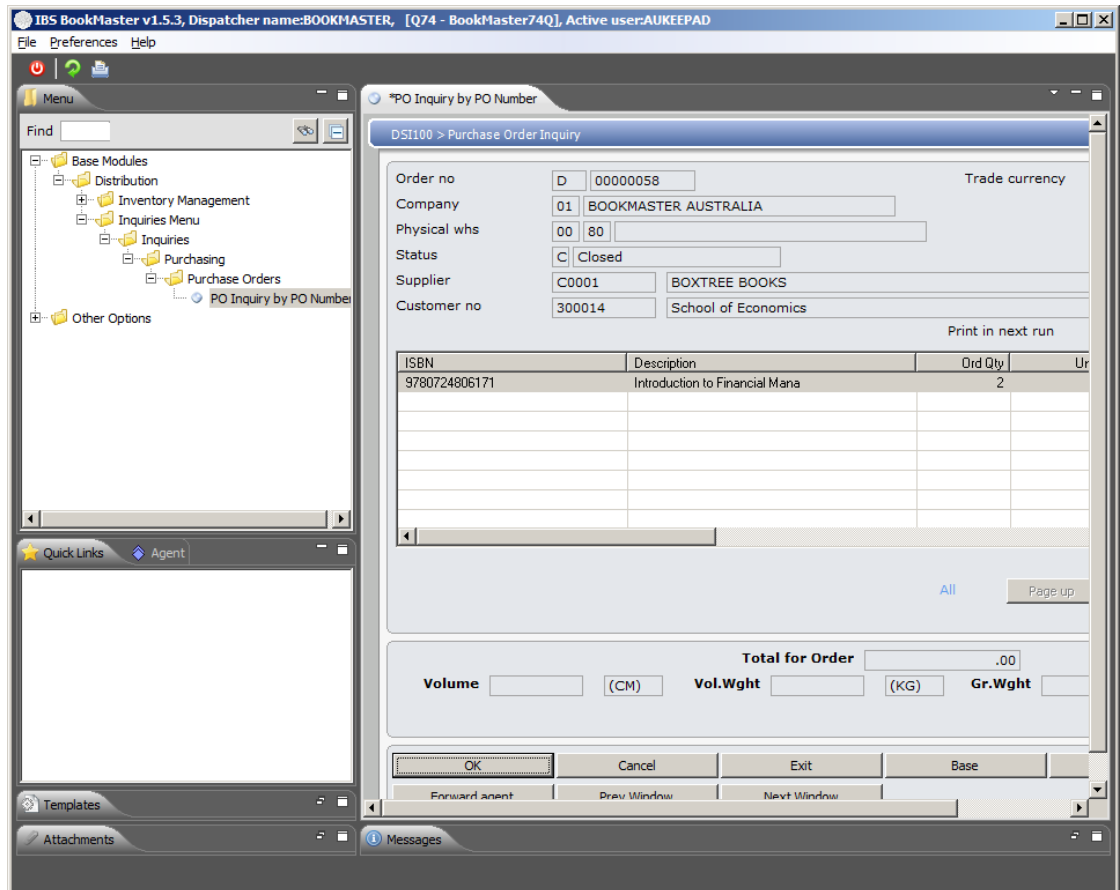 IBS BookMaster v1.5.3, Dispatcher name:BOOKMASTER, [Q74 - BookMaster74Q], Active user:AUKEEPAD
File Preferences Help
Menu
Find
Base Modules
Distribution
Inventory Management
Inquiries Menu
Inquiries
Purchasing
Purchase Orders
PO Inquiry by PO Number
Other Options
Quick Links Agent
Templates
Attachments
*PO Inquiry by PO Number
DSI100 > Purchase Order Inquiry
Order no D 00000058 Trade currency
Company 01 BOOKMASTER AUSTRALIA
Physical whs 00 80
Status C Closed
Supplier C0001 BOXTREE BOOKS
Customer no 300014 School of Economics
Print in next run
ISBN Description Ord Qty Ur
9780724806171 Introduction to Financial Mana 2
All Page up
Total for Order .00
Volume (CM) Vol.Wght (KG) Gr.Wght
OK Cancel Exit Base
Forward agent Prev Window Next Window
Messages